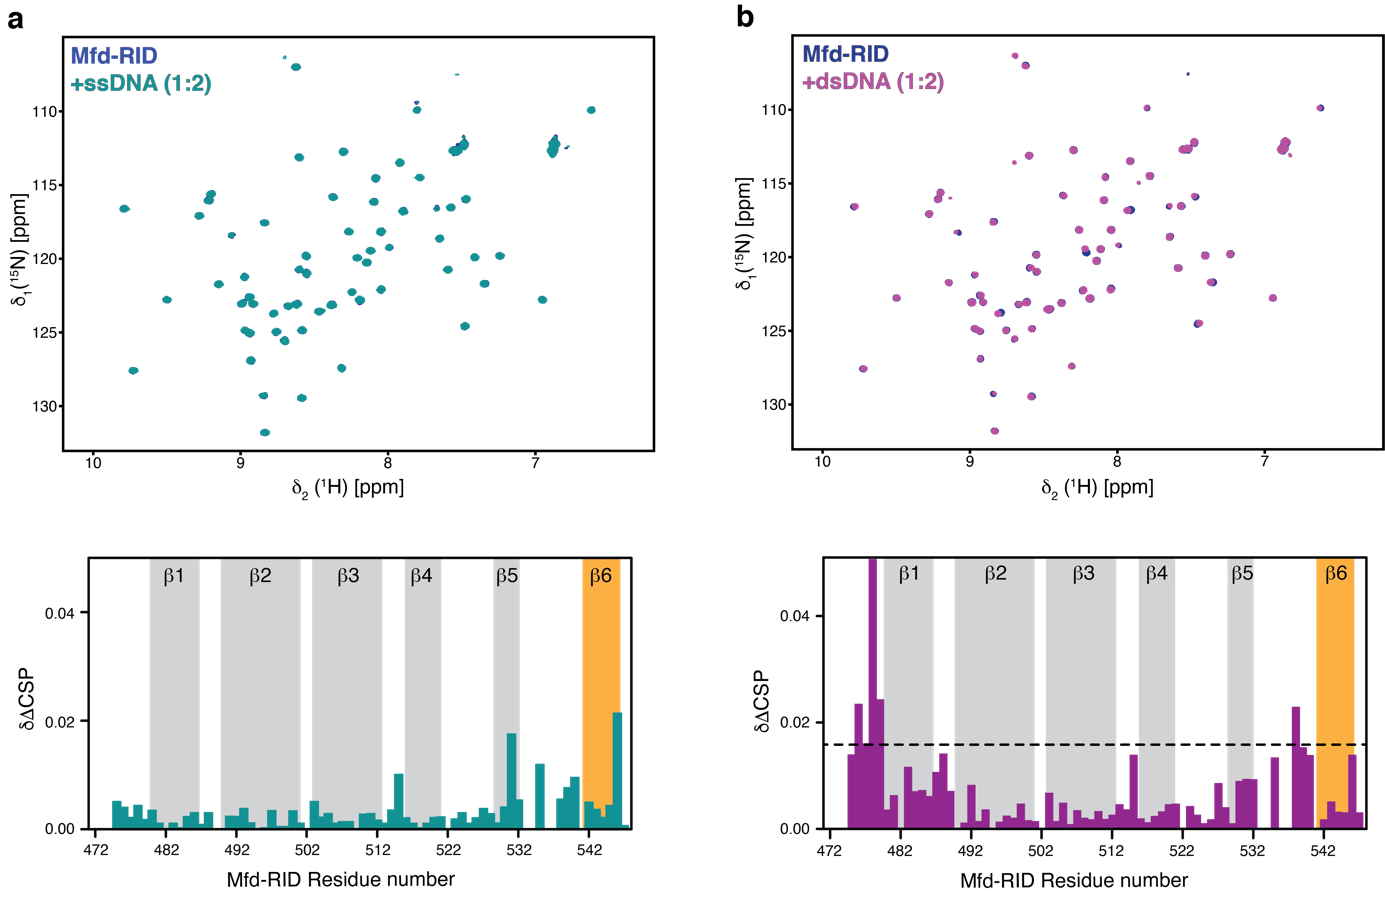 a
Mfd-RID
+ssDNA (1:2)
110
115
120
125
130
δ₁(¹⁵N) [ppm]
10 9 8 7
δ₂ (¹H) [ppm]
b
Mfd-RID
+dsDNA (1:2)
110
115
120
125
130
δ₁(¹⁵N) [ppm]
10 9 8 7
δ₂ (¹H) [ppm]
β1 β2 β3 β4 β5 β6
0.04
0.02
0.00
δΔCSP
472 482 492 502 512 522 532 542
Mfd-RID Residue number
β1 β2 β3 β4 β5 β6
0.04
0.02
0.00
δΔCSP
472 482 492 502 512 522 532 542
Mfd-RID Residue number